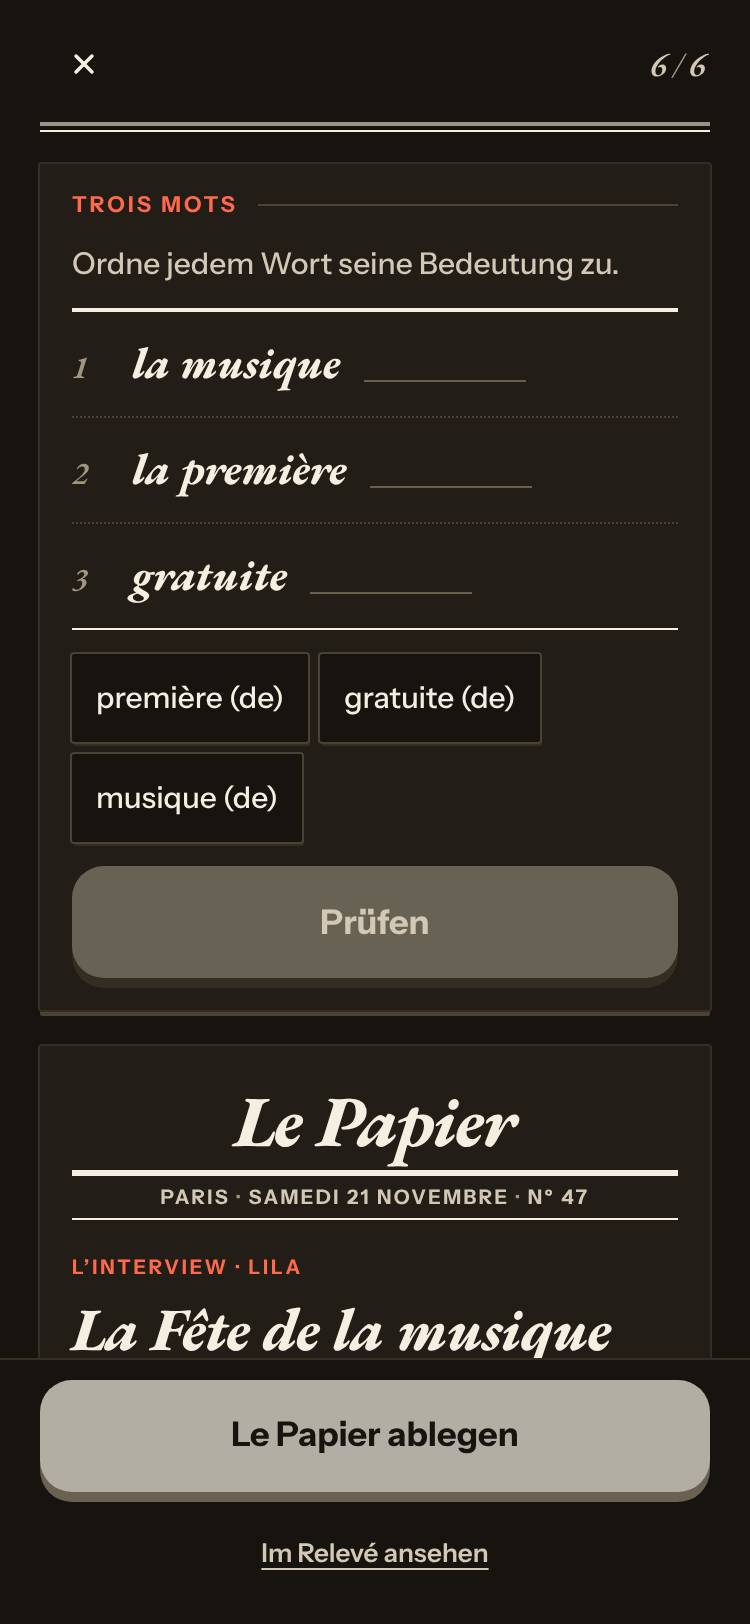 6/6
TROIS MOTS
Ordne jedem Wort seine Bedeutung zu.
1 la musique
2 la première
3 gratuite
première (de) gratuite (de)
musique (de)
Prüfen
Le Papier
PARIS · SAMEDI 21 NOVEMBRE · N° 47
L’INTERVIEW · LILA
La Fête de la musique
Le Papier ablegen
Im Relevé ansehen